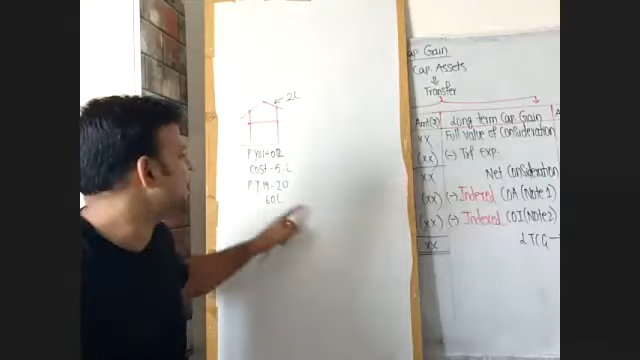 2L
PY01-02
COST-5L
PY19-20
60L
Cap Gain
Cap Assets
Transfer
Amt(₹) Long term Cap Gain
XX Full value of Consideration
(XX) (-) Trf Exp.
XX Net Consideration
(XX) (-) Indexed COA (Note 1)
(XX) (-) Indexed COI (Note 2)
XX LTCG